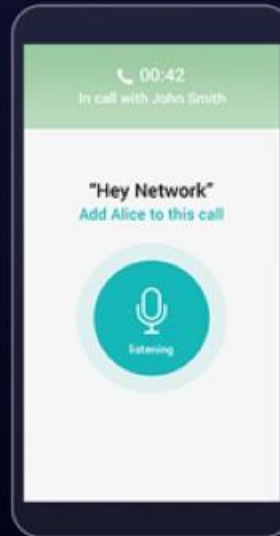 00:42
In call with John Smith
“Hey Network”
Add Alice to this call
listening